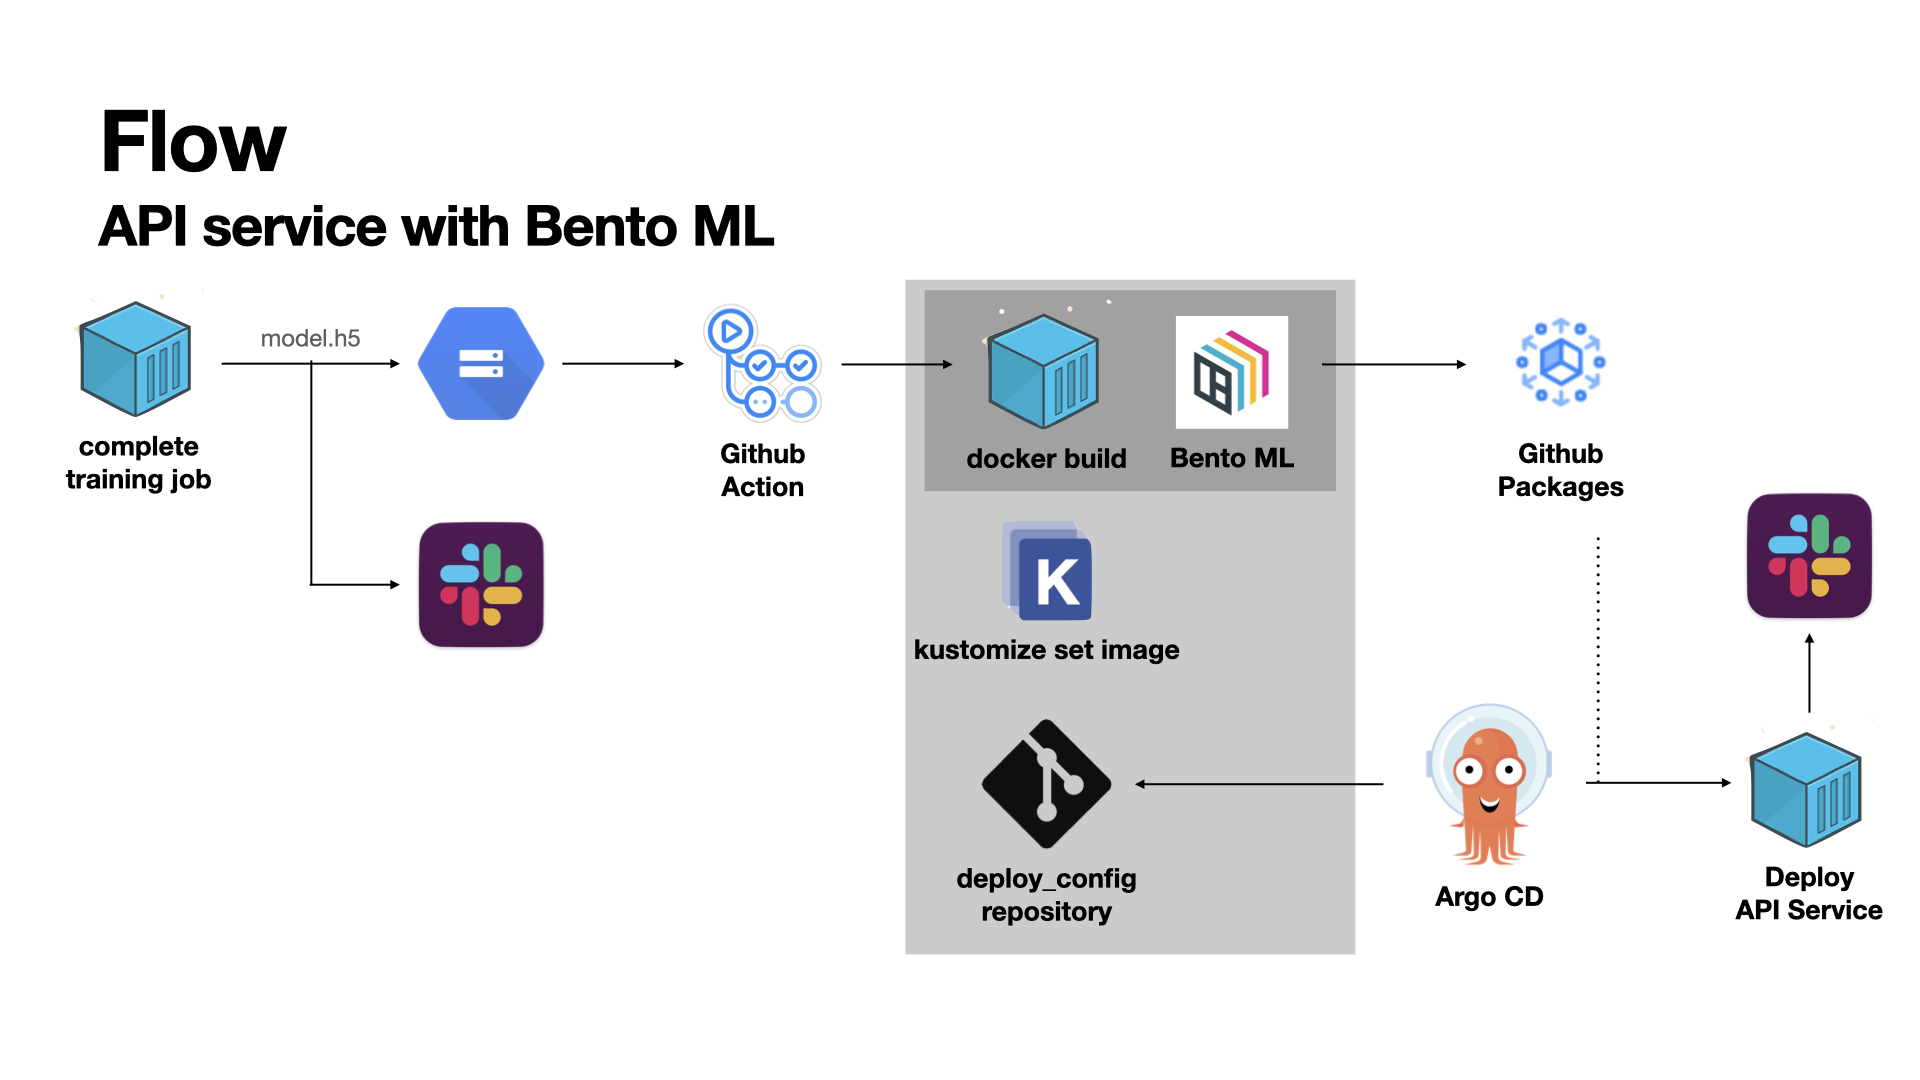 Flow
API service with Bento ML
model.h5
complete
training job
Github
Action
docker build
Bento ML
Github
Packages
K
kustomize set image
deploy_config
repository
Argo CD
Deploy
API Service